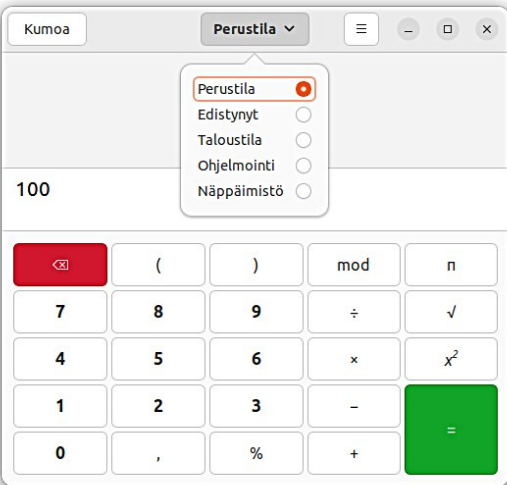 Kumoa Perustila
Perustila
Edistynyt
Taloustila
Ohjelmointi
Näppäimistö
100
( ) mod π
7 8 9 ÷ √
4 5 6 × x²
1 2 3 − =
0 , % +